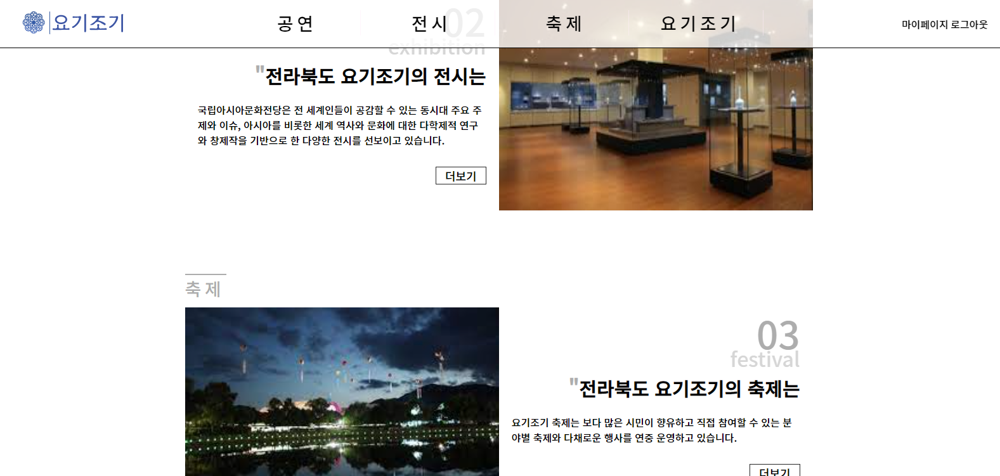 요기조기
공연
전시
축제
요기조기
마이페이지 로그아웃
02
exhibition
"전라북도 요기조기의 전시는
국립아시아문화전당은 전 세계인들이 공감할 수 있는 동시대 주요 주
제와 이슈, 아시아를 비롯한 세계 역사와 문화에 대한 다학제적 연구
와 창제작을 기반으로 한 다양한 전시를 선보이고 있습니다.
더보기
축제
03
festival
"전라북도 요기조기의 축제는
요기조기 축제는 보다 많은 시민이 향유하고 직접 참여할 수 있는 분
야별 축제와 다채로운 행사를 연중 운영하고 있습니다.
더보기